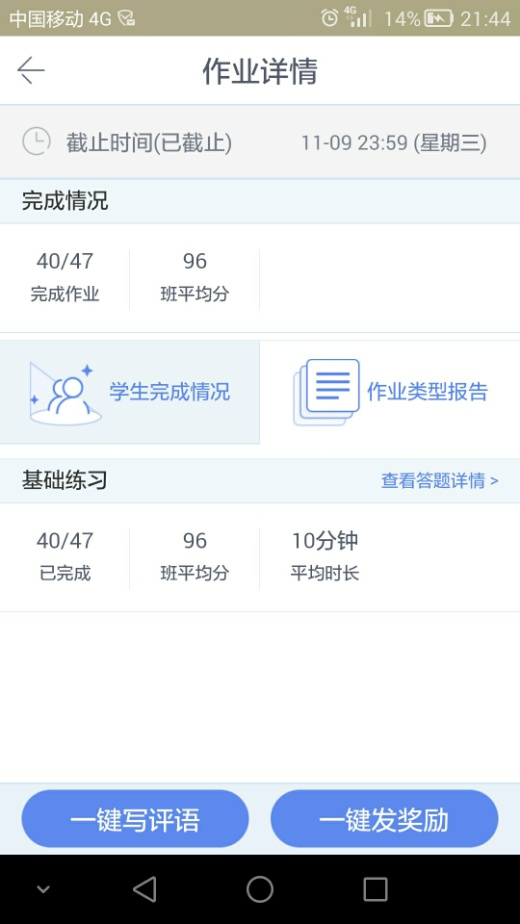 中国移动 4G 4G 14% 21:44
作业详情
截止时间(已截止) 11-09 23:59 (星期三)
完成情况
40/47 96
完成作业 班平均分
学生完成情况 作业类型报告
基础练习 查看答题详情 >
40/47 96 10分钟
已完成 班平均分 平均时长
一键写评语 一键发奖励